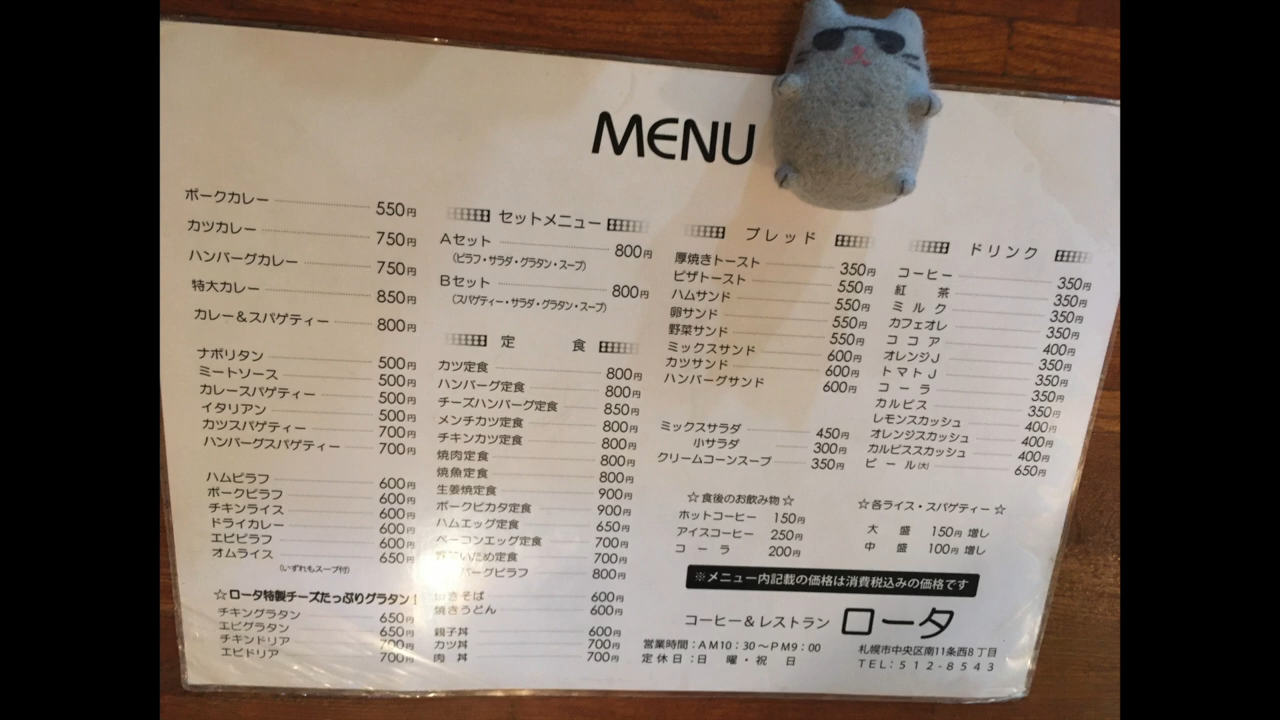 MENU
ポークカレー 550円
カツカレー 750円
ハンバーグカレー 750円
特大カレー 850円
カレー&スパゲティー 800円
ナポリタン 500円
ミートソース 500円
カレースパゲティー 500円
イタリアン 500円
カツスパゲティー 700円
ハンバーグスパゲティー 700円
ハムピラフ 600円
ポークピラフ 600円
チキンライス 600円
ドライカレー 600円
エビピラフ 600円
オムライス 650円
(いずれもスープ付)
☆ロータ特製チーズたっぷりグラタン!
チキングラタン 650円
エビグラタン 650円
チキンドリア 700円
エビドリア 700円
セットメニュー
Aセット 800円
(ピラフ・サラダ・グラタン・スープ)
Bセット 800円
(スパゲティー・サラダ・グラタン・スープ)
定食
カツ定食 800円
ハンバーグ定食 800円
チーズハンバーグ定食 850円
メンチカツ定食 800円
チキンカツ定食 800円
焼肉定食 800円
焼魚定食 800円
生姜焼定食 900円
ポークピカタ定食 900円
ハムエッグ定食 650円
ベーコンエッグ定食 700円
野菜いため定食 700円
バーグピラフ 800円
焼きそば 600円
焼きうどん 600円
親子丼 600円
カツ丼 700円
肉丼 700円
ブレッド
厚焼きトースト 350円
ピザトースト 550円
ハムサンド 550円
卵サンド 550円
野菜サンド 550円
ミックスサンド 600円
カツサンド 600円
ハンバーグサンド 600円
ミックスサラダ 450円
小サラダ 300円
クリームコーンスープ 350円
☆食後のお飲み物☆
ホットコーヒー 150円
アイスコーヒー 250円
コーラ 200円
ドリンク
コーヒー 350円
紅茶 350円
ミルク 350円
カフェオレ 350円
ココア 400円
オレンジJ 350円
トマトJ 350円
コーラ 350円
カルピス 350円
レモンスカッシュ 400円
オレンジスカッシュ 400円
カルピススカッシュ 400円
ビール(大) 650円
☆各ライス・スパゲティー☆
大盛 150円増し
中盛 100円増し
※メニュー内記載の価格は消費税込みの価格です
コーヒー&レストラン ロータ
営業時間:AM10:30〜PM9:00
定休日:日曜・祝日
札幌市中央区南11条西8丁目
TEL:512-8543